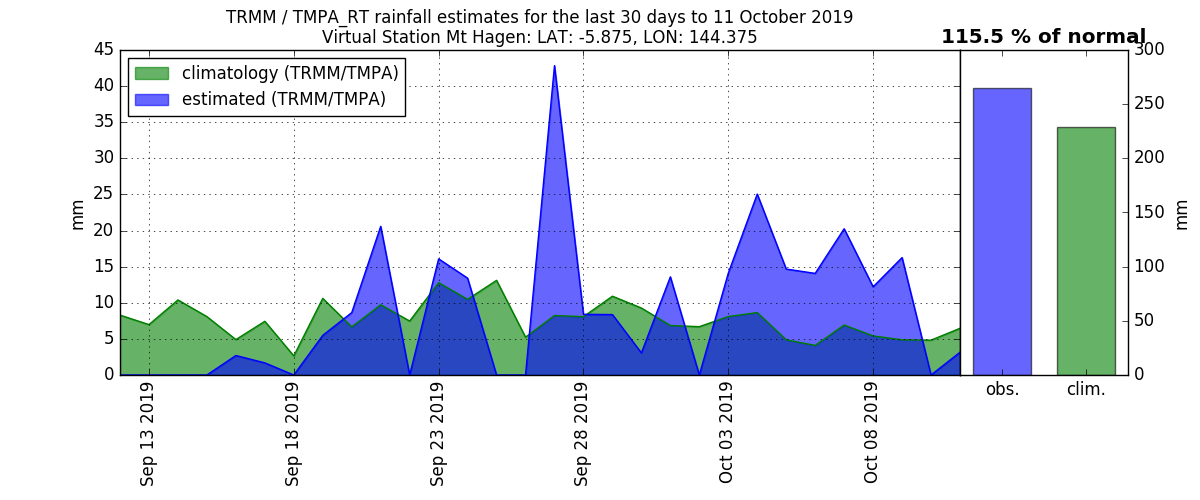 TRMM / TMPA_RT rainfall estimates for the last 30 days to 11 October 2019
Virtual Station Mt Hagen: LAT: -5.875, LON: 144.375
115.5 % of normal
climatology (TRMM/TMPA)
estimated (TRMM/TMPA)
mm
45
40
35
30
25
20
15
10
5
0
Sep 13 2019
Sep 18 2019
Sep 23 2019
Sep 28 2019
Oct 03 2019
Oct 08 2019
300
250
200
150
100
50
0
mm
obs.
clim.